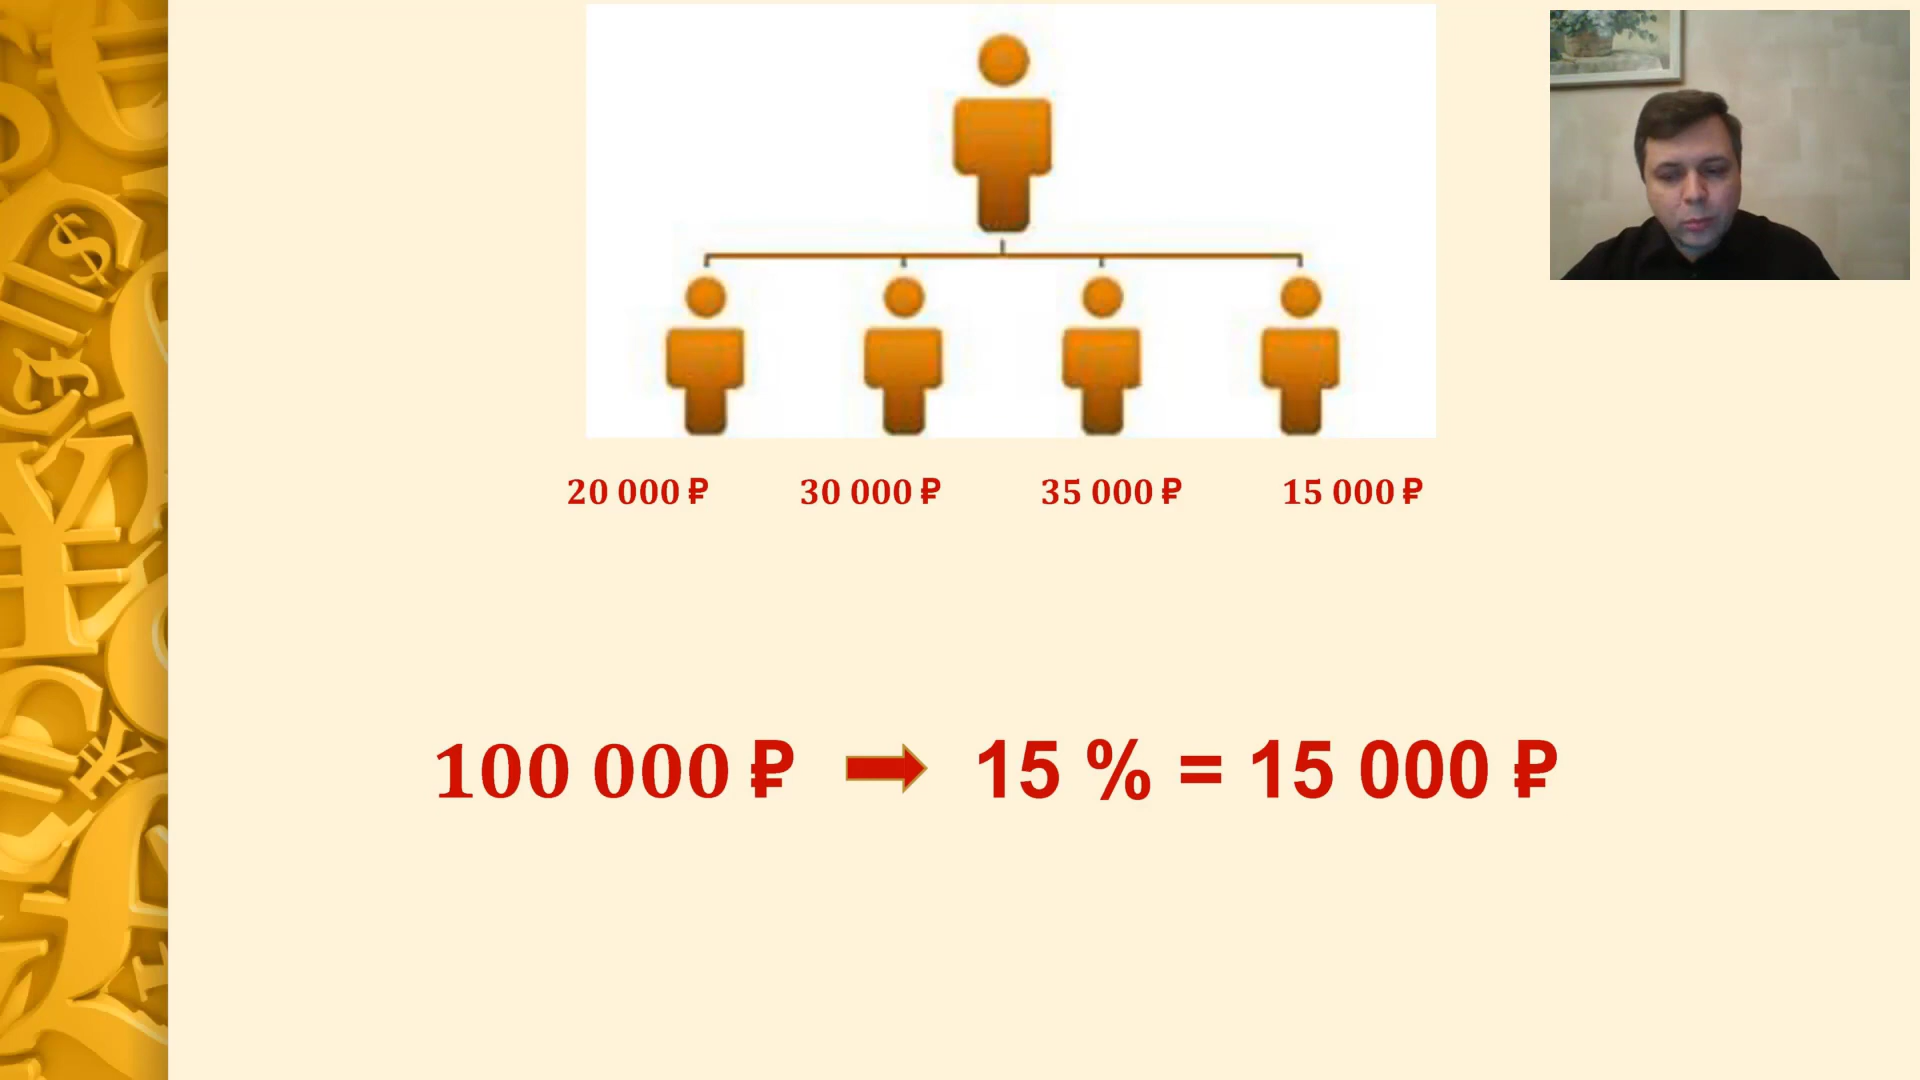 20 000 ₽ 30 000 ₽ 35 000 ₽ 15 000 ₽
100 000 ₽ 15 % = 15 000 ₽